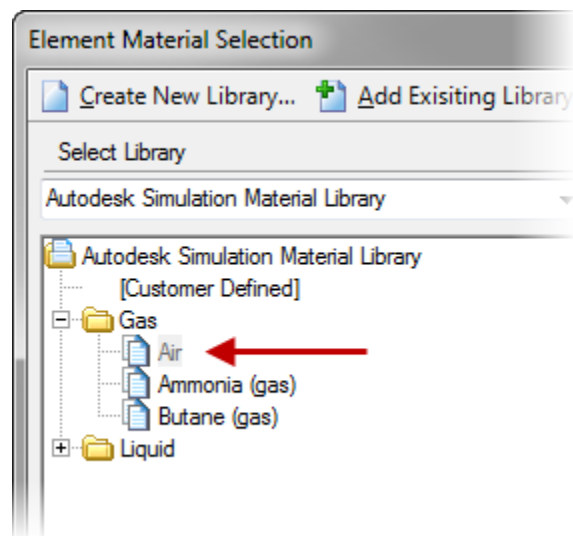 Element Material Selection
Create New Library... Add Exisiting Library
Select Library
Autodesk Simulation Material Library
Autodesk Simulation Material Library
[Customer Defined]
Gas
Air
Ammonia (gas)
Butane (gas)
Liquid